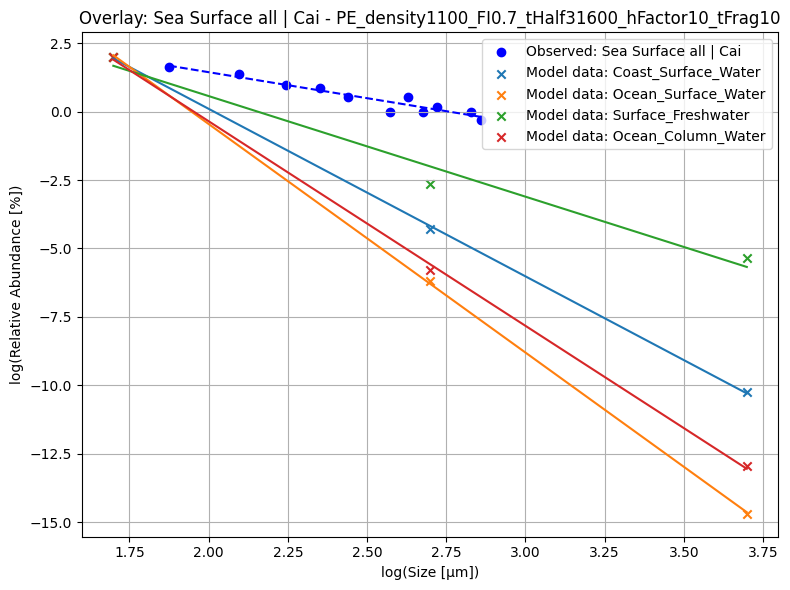 Overlay: Sea Surface all | Cai - PE_density1100_FI0.7_tHalf31600_hFactor10_tFrag10
2.5
0.0
−2.5
−5.0
−7.5
−10.0
−12.5
−15.0
log(Relative Abundance [%])
Observed: Sea Surface all | Cai
Model data: Coast_Surface_Water
Model data: Ocean_Surface_Water
Model data: Surface_Freshwater
Model data: Ocean_Column_Water
1.75 2.00 2.25 2.50 2.75 3.00 3.25 3.50 3.75
log(Size [µm])